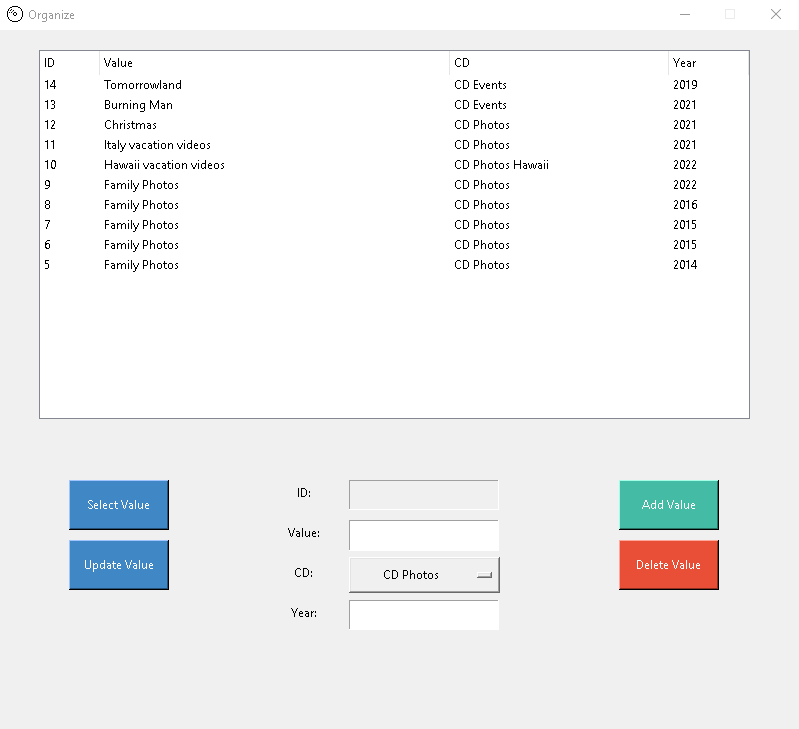 Organize
ID Value CD Year
14 Tomorrowland CD Events 2019
13 Burning Man CD Events 2021
12 Christmas CD Photos 2021
11 Italy vacation videos CD Photos 2021
10 Hawaii vacation videos CD Photos Hawaii 2022
9 Family Photos CD Photos 2022
8 Family Photos CD Photos 2016
7 Family Photos CD Photos 2015
6 Family Photos CD Photos 2015
5 Family Photos CD Photos 2014
Select Value ID: Add Value
Value:
Update Value CD: CD Photos Delete Value
Year: